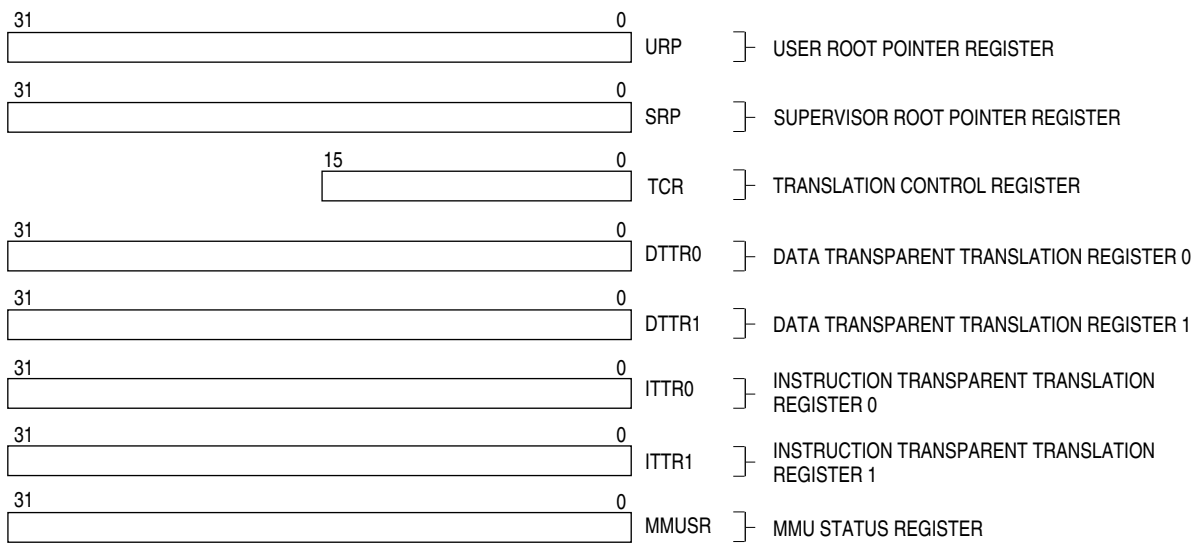 31 0
URP USER ROOT POINTER REGISTER
31 0
SRP SUPERVISOR ROOT POINTER REGISTER
15 0
TCR TRANSLATION CONTROL REGISTER
31 0
DTTR0 DATA TRANSPARENT TRANSLATION REGISTER 0
31 0
DTTR1 DATA TRANSPARENT TRANSLATION REGISTER 1
31 0
ITTR0 INSTRUCTION TRANSPARENT TRANSLATION
REGISTER 0
31 0
ITTR1 INSTRUCTION TRANSPARENT TRANSLATION
REGISTER 1
31 0
MMUSR MMU STATUS REGISTER